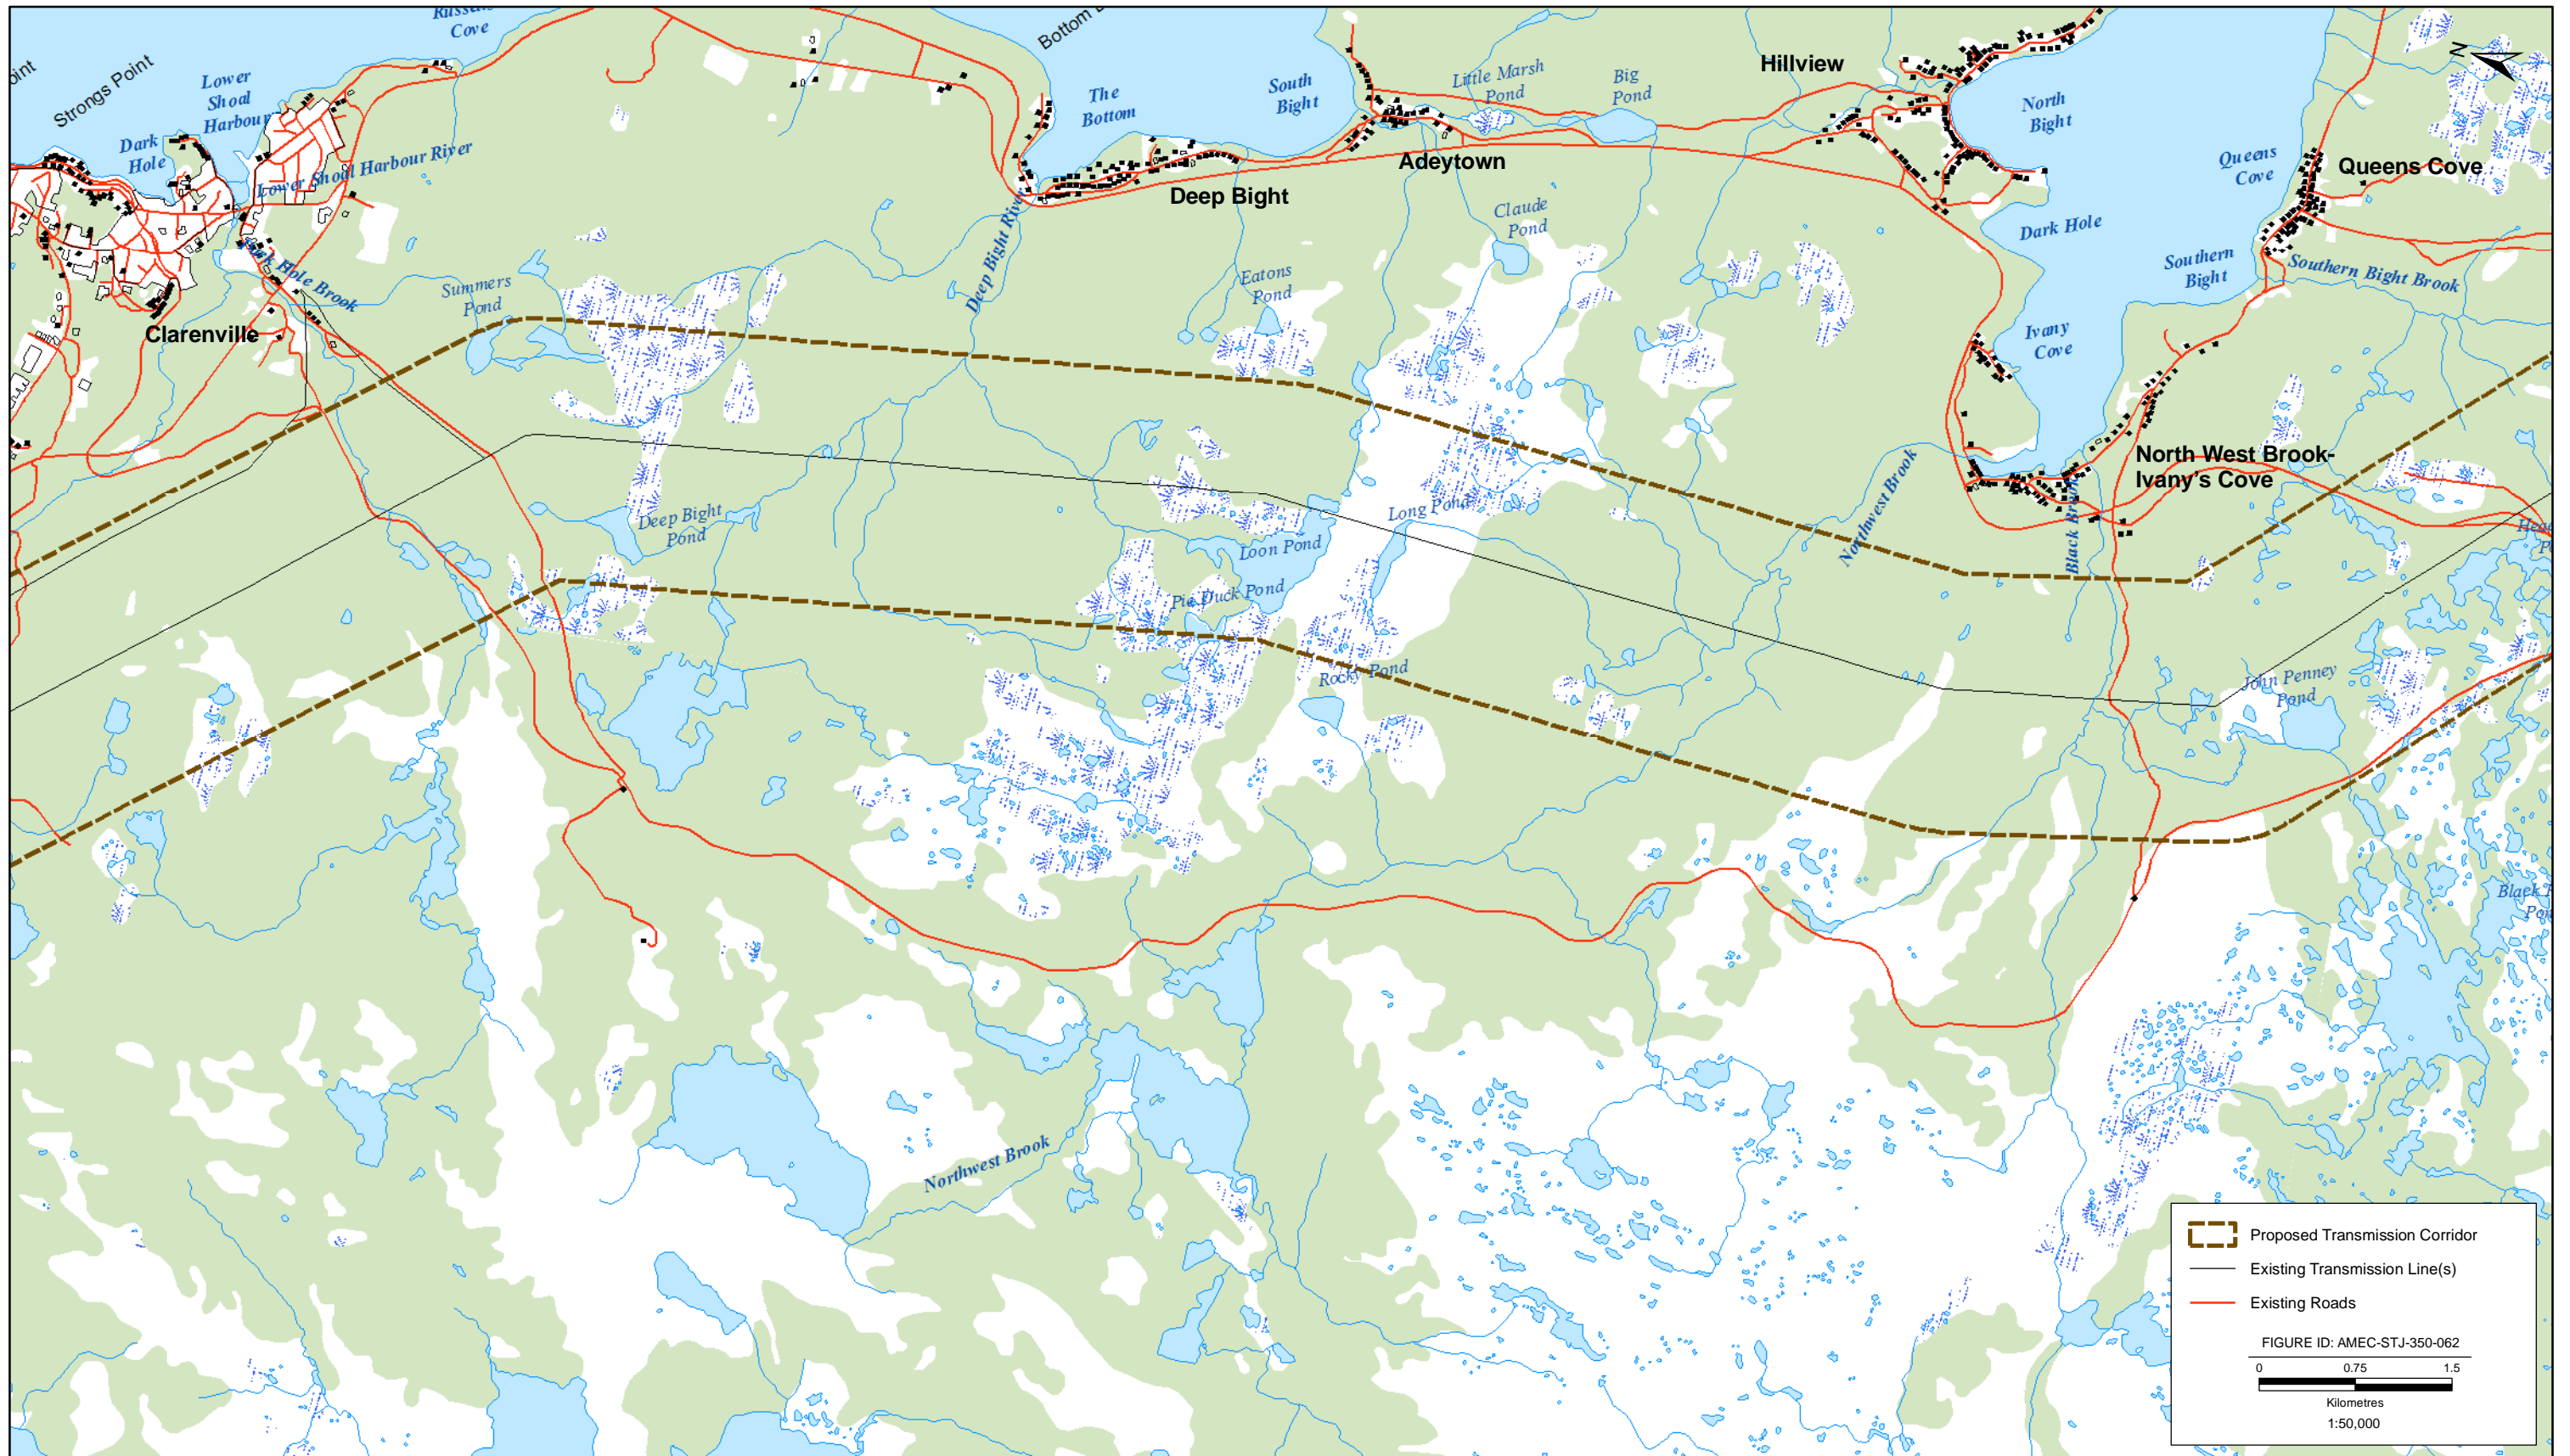 Cove
Strongs Point
Lower
Shoal
Harbour
Dark
Hole
Lower Shoal Harbour River
Clarenville
Summers
Pond
The
Bottom
Deep Bight River
Deep Bight
South
Bight
Adeytown
Little Marsh
Pond
Big
Pond
Hillview
North
Bight
Dark Hole
Queens
Cove
Queens Cove
Southern
Bight
Southern Bight Brook
N
Claude
Pond
Eatons
Pond
Ivany
Cove
North West Brook-
Ivany's Cove
Northwest Brook
Black Brook
Deep Bight
Pond
Loon Pond
Long Pond
Pie Duck Pond
Rocky Pond
John Penney
Pond
Northwest Brook
Proposed Transmission Corridor
Existing Transmission Line(s)
Existing Roads
FIGURE ID: AMEC-STJ-350-062
0 0.75 1.5
Kilometres
1:50,000